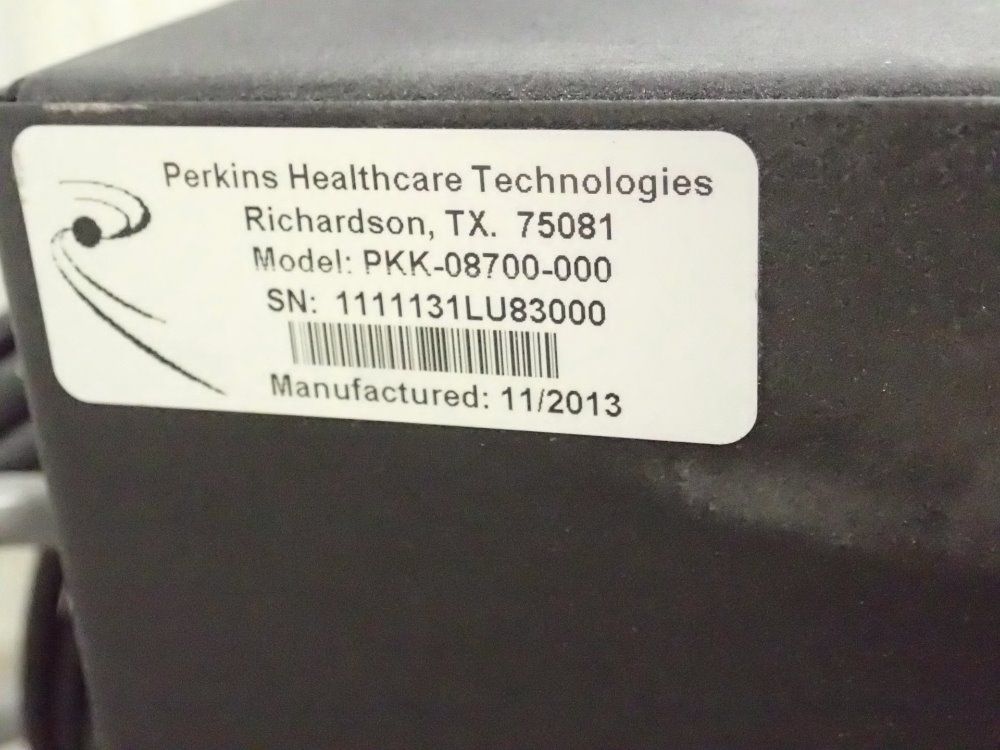 Perkins Healthcare Technologies
Richardson, TX. 75081
Model: PKK-08700-000
SN: 1111131LU83000
Manufactured: 11/2013